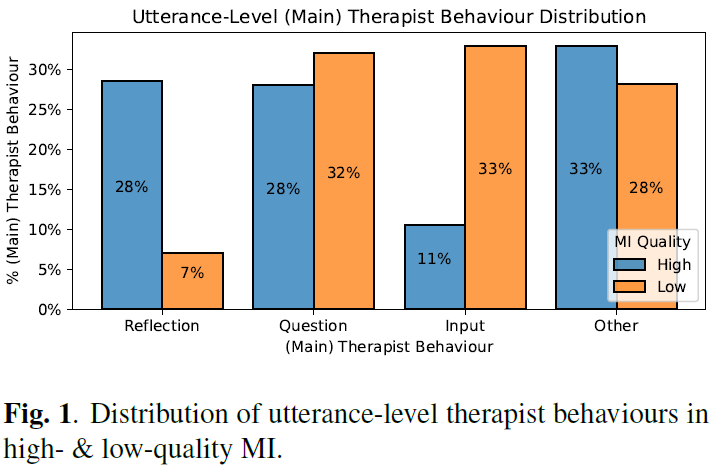 Utterance-Level (Main) Therapist Behaviour Distribution
% (Main) Therapist Behaviour
30%
25%
20%
15%
10%
5%
0%
28%
7%
28%
32%
11%
33%
33%
28%
MI Quality
High
Low
Reflection
Question
Input
Other
(Main) Therapist Behaviour
Fig. 1. Distribution of utterance-level therapist behaviours in
high- & low-quality MI.